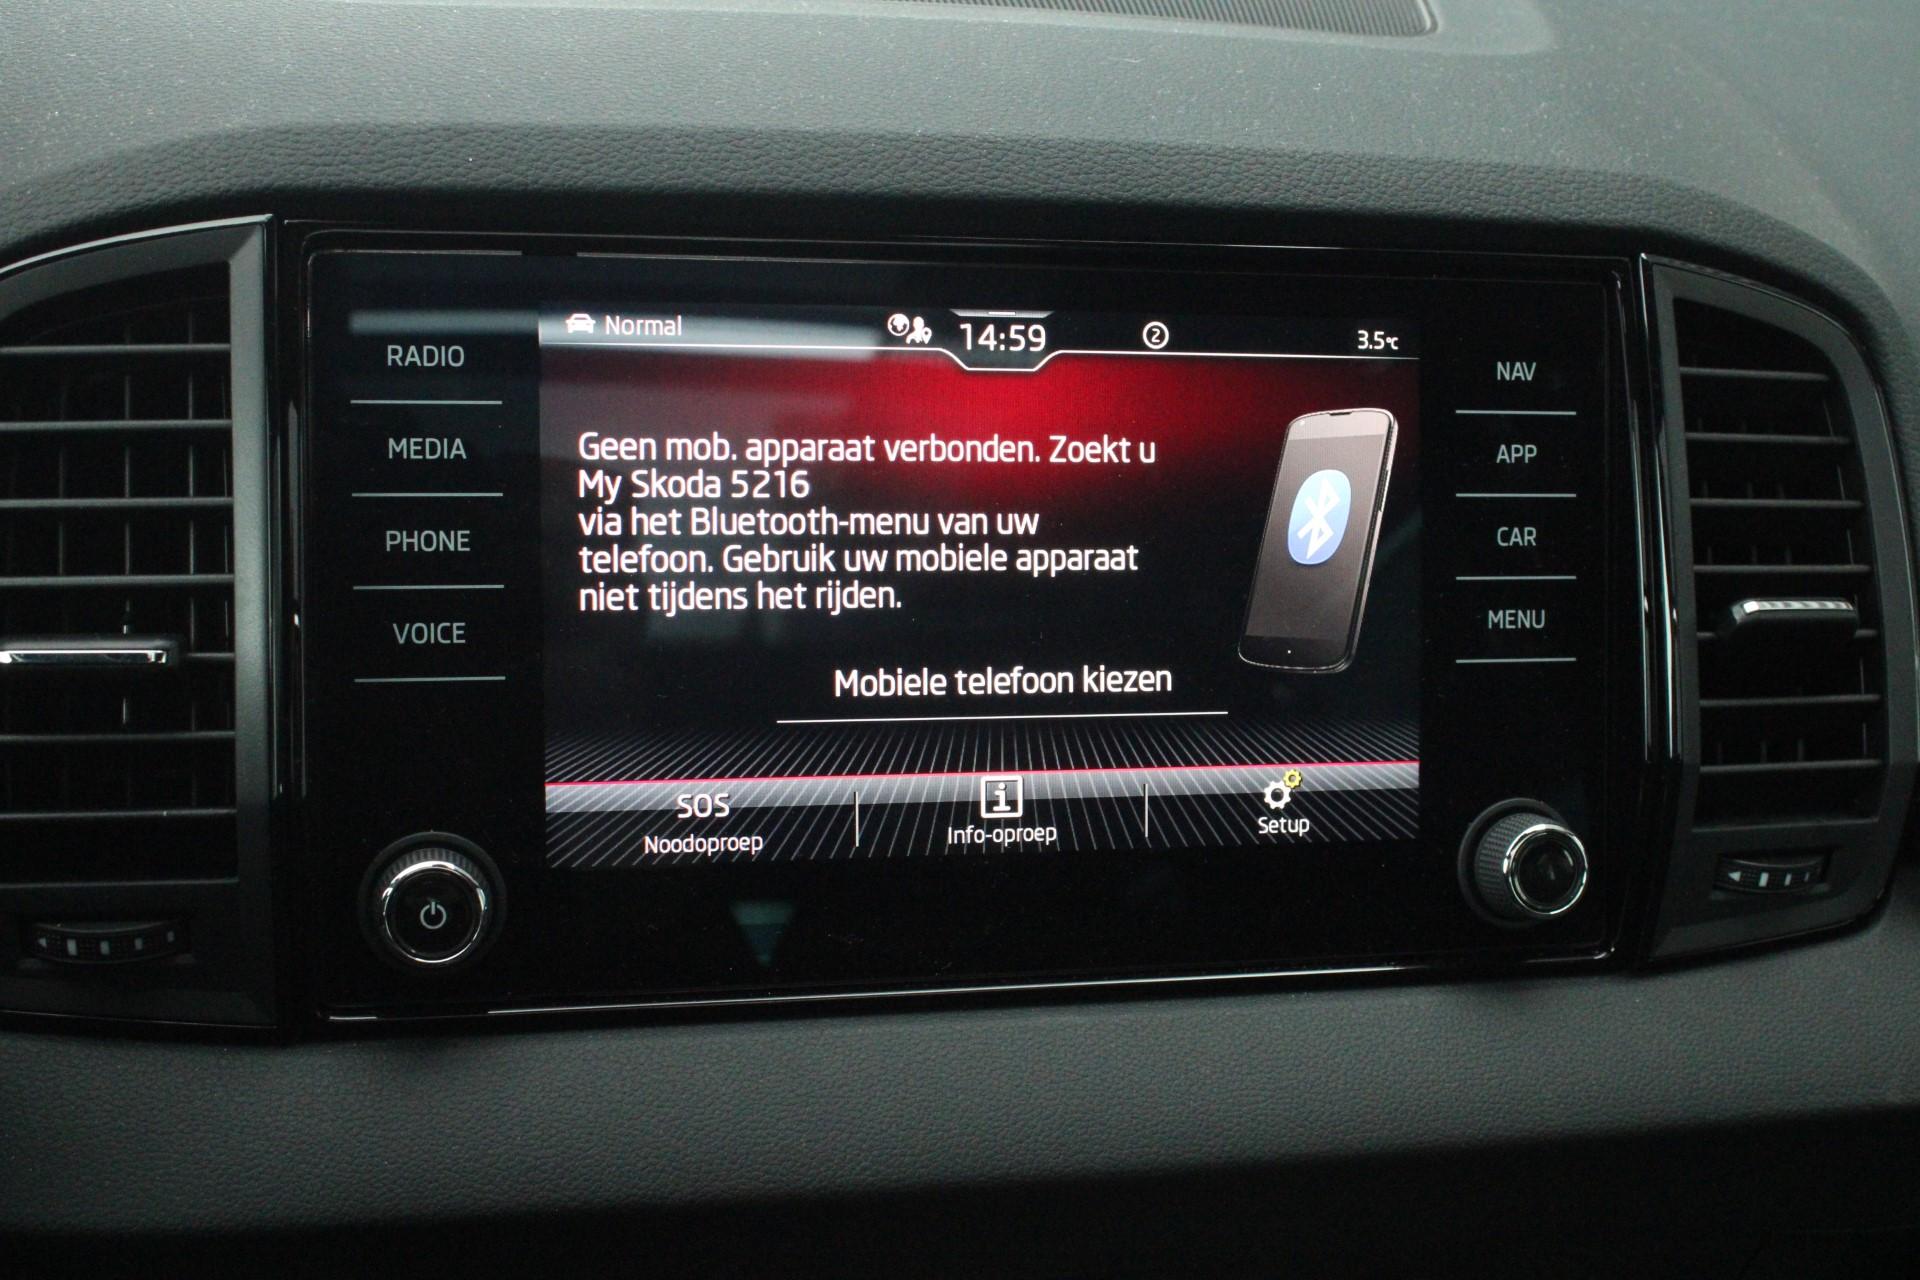 Normal
14:59
2
3.5°C
RADIO
MEDIA
PHONE
VOICE
Geen mob. apparaat verbonden. Zoekt u
My Skoda 5216
via het Bluetooth-menu van uw
telefoon. Gebruik uw mobiele apparaat
niet tijdens het rijden.
Mobiele telefoon kiezen
SOS
Noodoproep
i
Info-oproep
Setup
NAV
APP
CAR
MENU